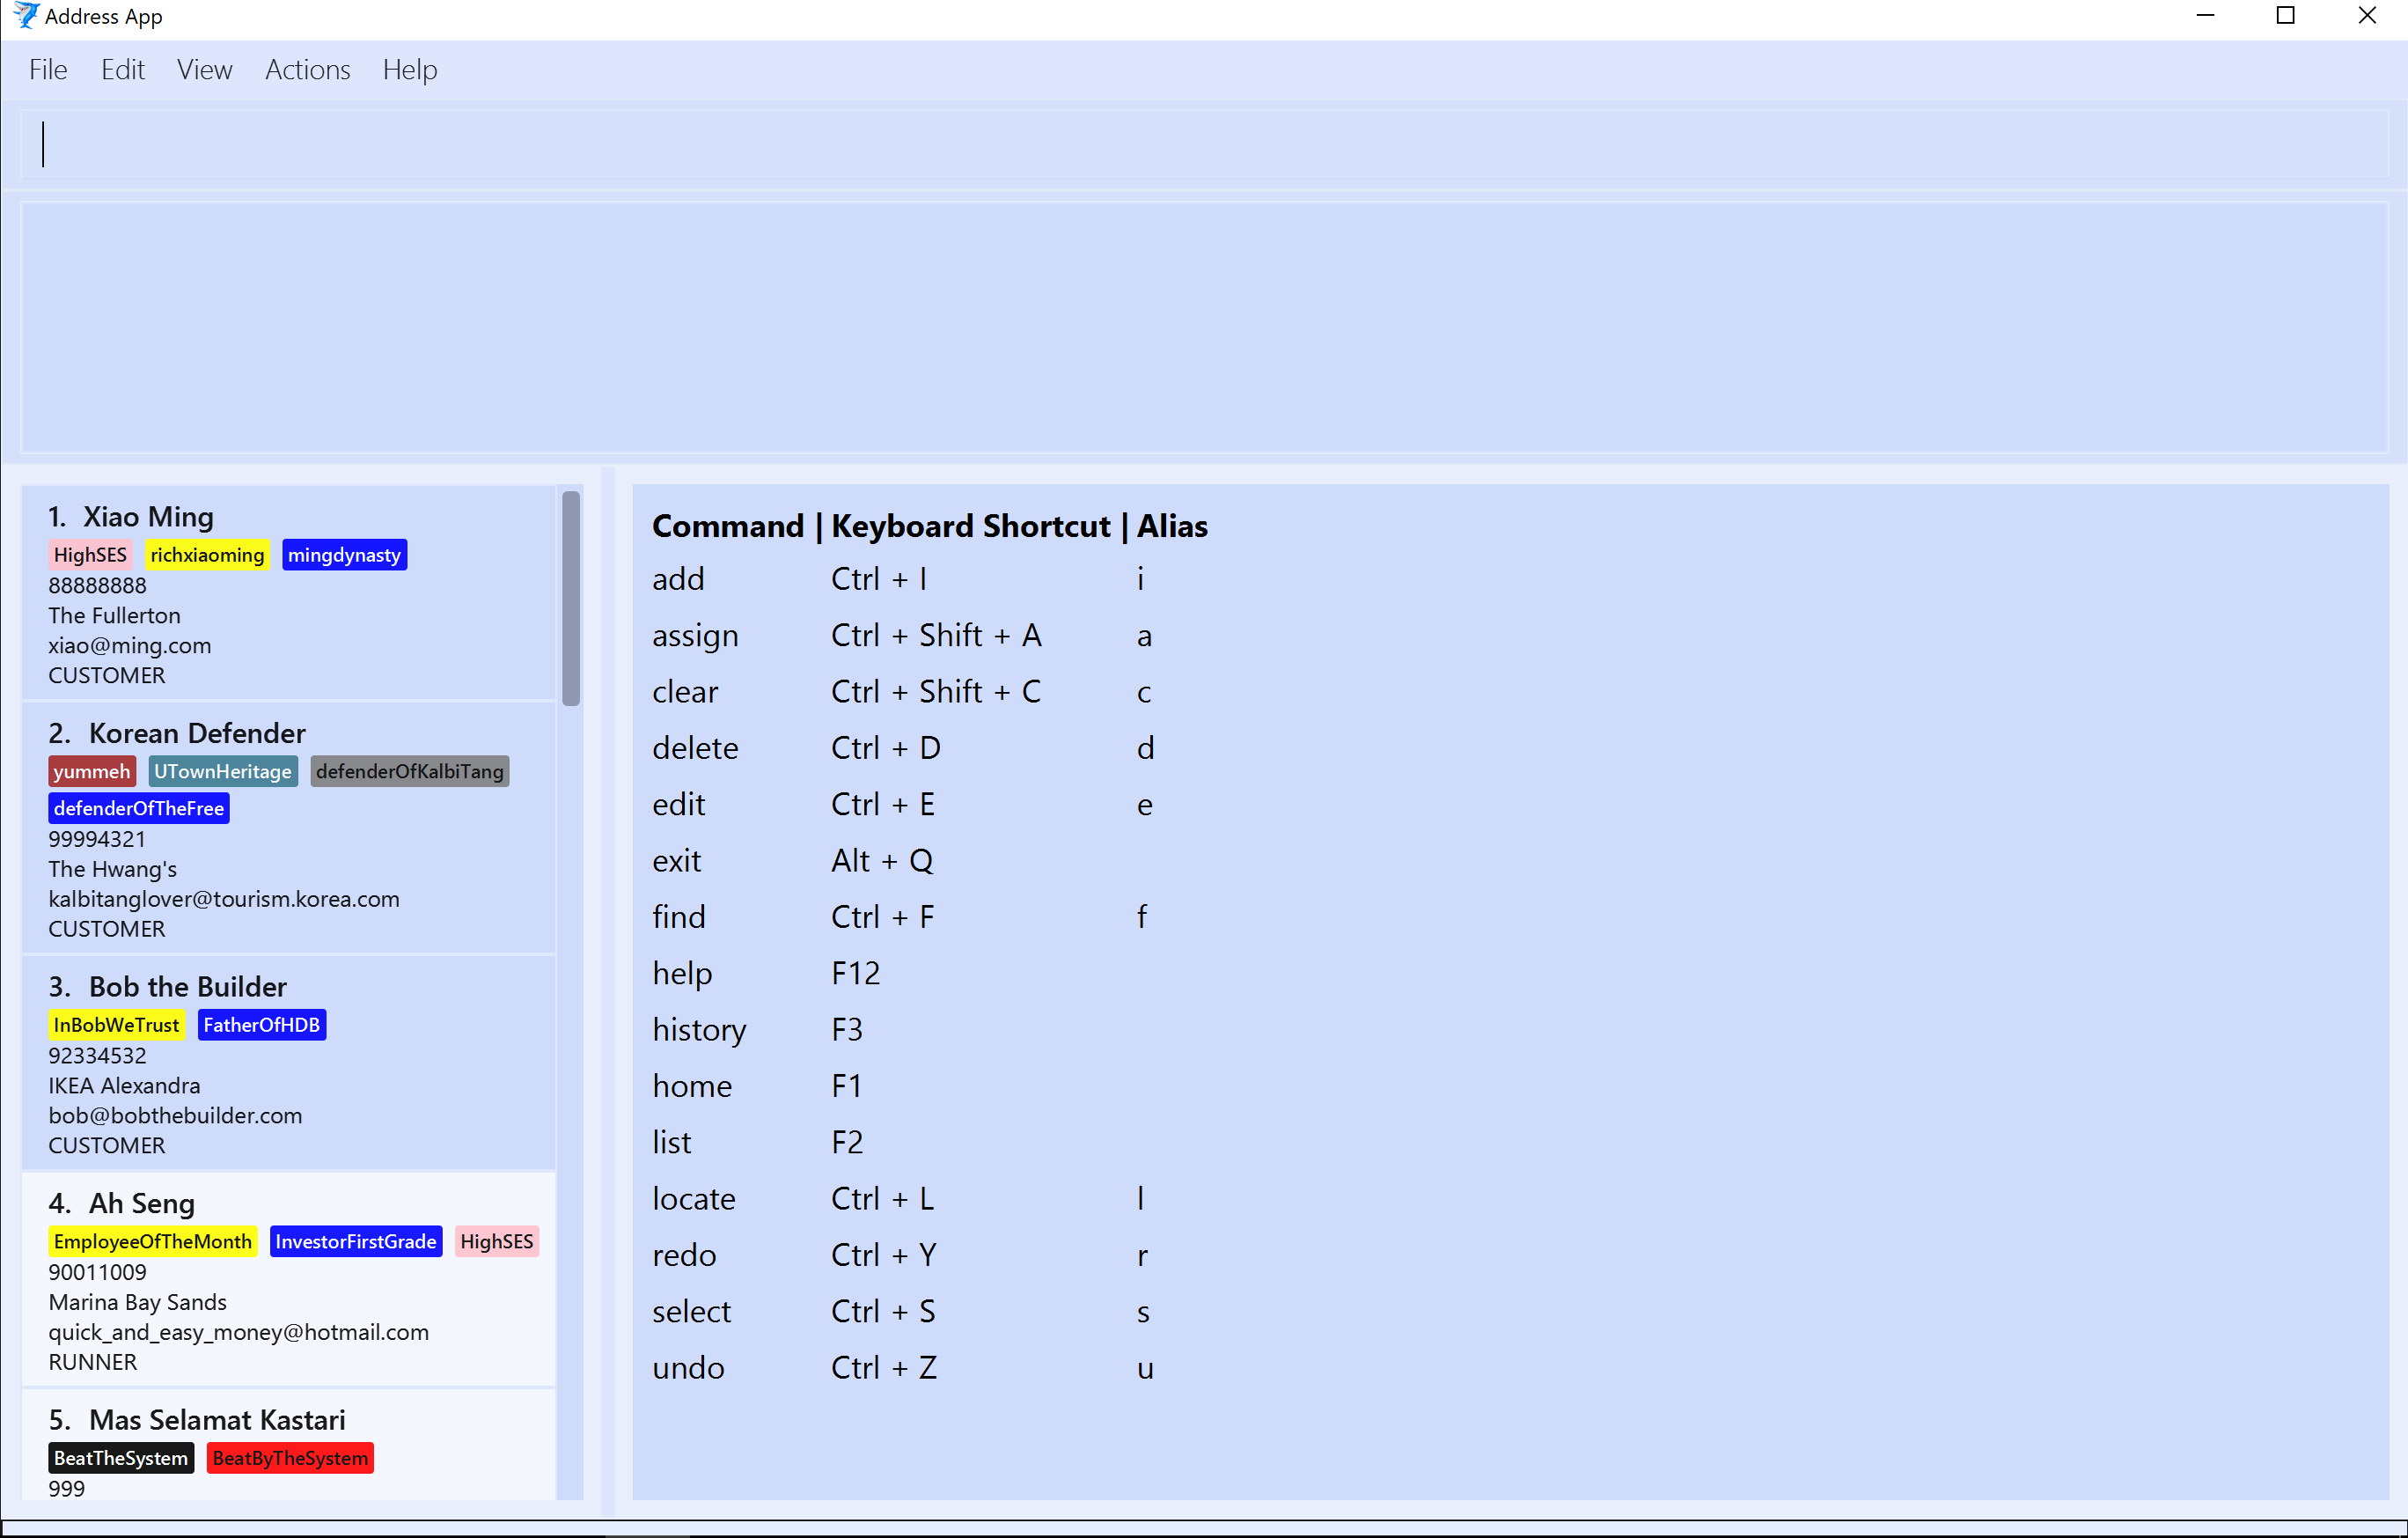 Address App
File Edit View Actions Help
1. Xiao Ming
HighSES richxiaoming mingdynasty
88888888
The Fullerton
xiao@ming.com
CUSTOMER
2. Korean Defender
yummeh UTownHeritage defenderOfKalbiTang
defenderOfTheFree
99994321
The Hwang's
kalbitanglover@tourism.korea.com
CUSTOMER
3. Bob the Builder
InBobWeTrust FatherOfHDB
92334532
IKEA Alexandra
bob@bobthebuilder.com
CUSTOMER
4. Ah Seng
EmployeeOfTheMonth InvestorFirstGrade HighSES
90011009
Marina Bay Sands
quick_and_easy_money@hotmail.com
RUNNER
5. Mas Selamat Kastari
BeatTheSystem BeatByTheSystem
999
Command | Keyboard Shortcut | Alias
add Ctrl + I i
assign Ctrl + Shift + A a
clear Ctrl + Shift + C c
delete Ctrl + D d
edit Ctrl + E e
exit Alt + Q
find Ctrl + F f
help F12
history F3
home F1
list F2
locate Ctrl + L l
redo Ctrl + Y r
select Ctrl + S s
undo Ctrl + Z u